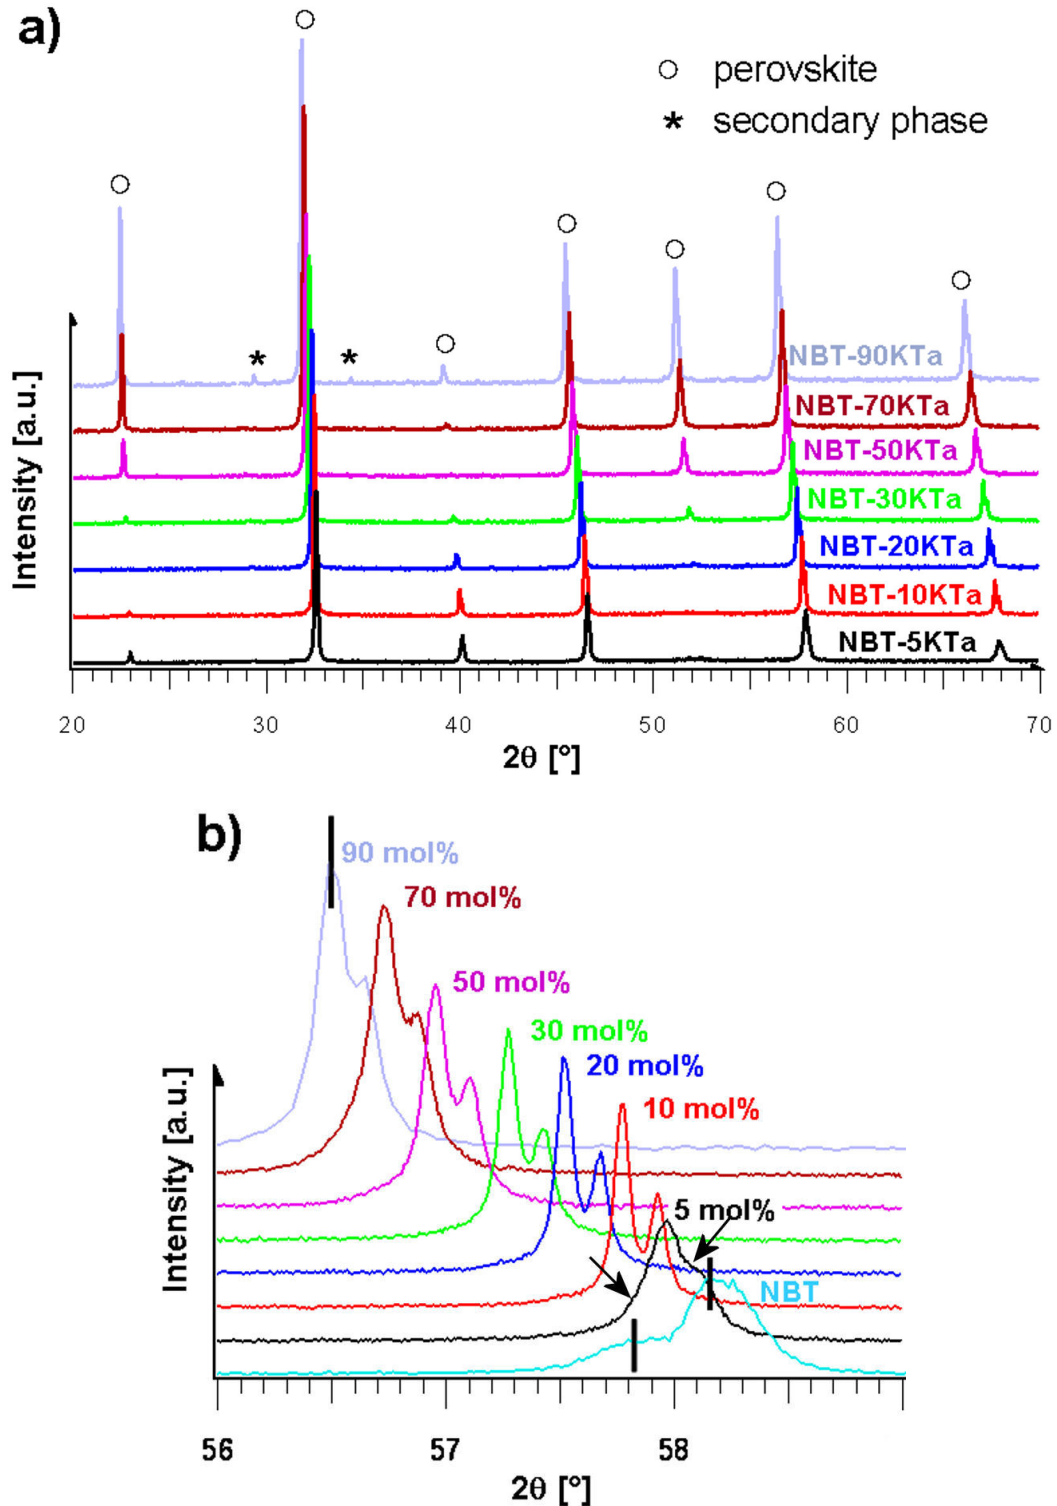 a)
○ perovskite
* secondary phase
* *
NBT-90KTa
NBT-70KTa
NBT-50KTa
NBT-30KTa
NBT-20KTa
NBT-10KTa
NBT-5KTa
Intensity [a.u.]
20 30 40 50 60 70
2θ [°]
b)
90 mol%
70 mol%
50 mol%
30 mol%
20 mol%
10 mol%
5 mol%
NBT
Intensity [a.u.]
56 57 58
2θ [°]